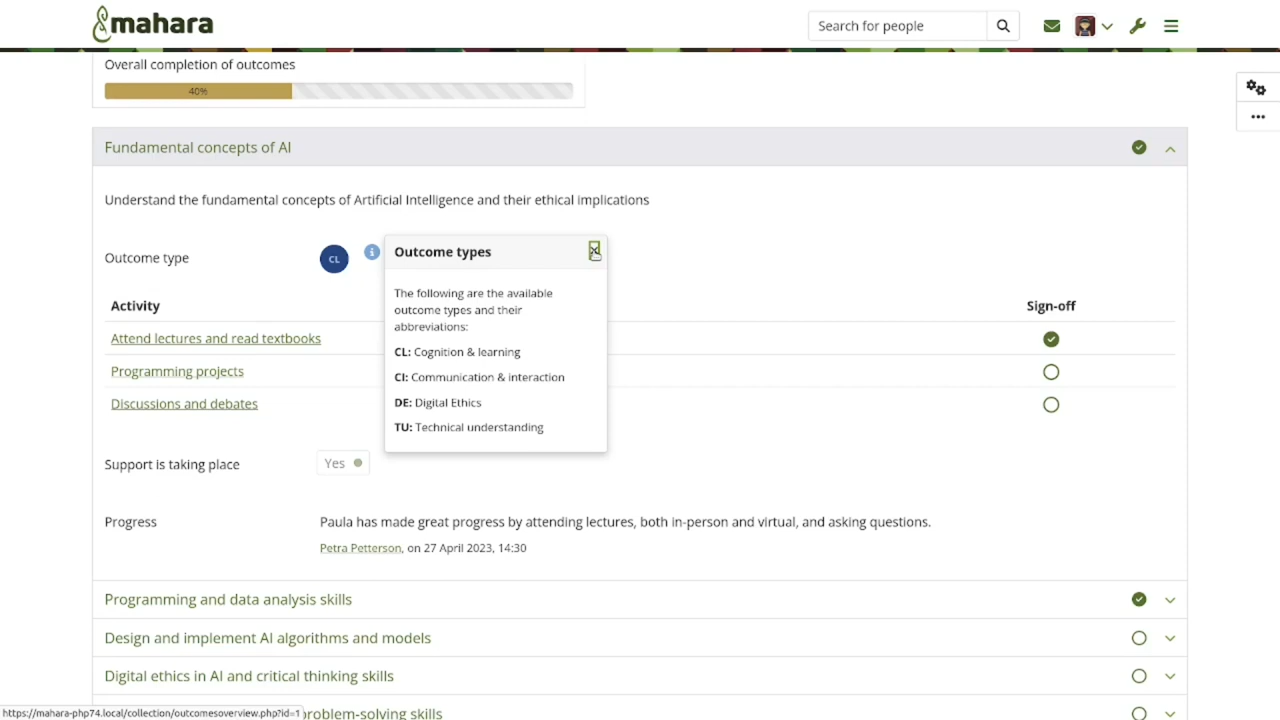 mahara
Search for people
Overall completion of outcomes
40%
Fundamental concepts of AI
Understand the fundamental concepts of Artificial Intelligence and their ethical implications
Outcome type
CL
i
Outcome types
The following are the available
outcome types and their
abbreviations:
CL: Cognition & learning
CI: Communication & interaction
DE: Digital Ethics
TU: Technical understanding
Activity
Sign-off
Attend lectures and read textbooks
Programming projects
Discussions and debates
Support is taking place
Yes
Progress
Paula has made great progress by attending lectures, both in-person and virtual, and asking questions.
Petra Petterson, on 27 April 2023, 14:30
Programming and data analysis skills
Design and implement AI algorithms and models
Digital ethics in AI and critical thinking skills
problem-solving skills
https://mahara-php74.local/collection/outcomesoverview.php?id=1